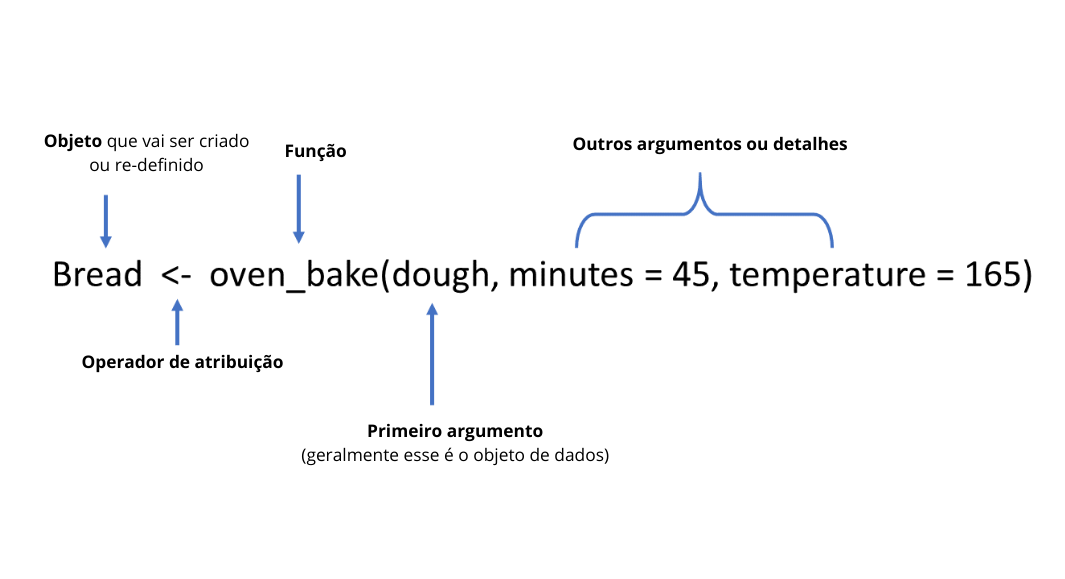 Objeto que vai ser criado
ou re-definido
Função
Outros argumentos ou detalhes
Bread <- oven_bake(dough, minutes = 45, temperature = 165)
Operador de atribuição
Primeiro argumento
(geralmente esse é o objeto de dados)